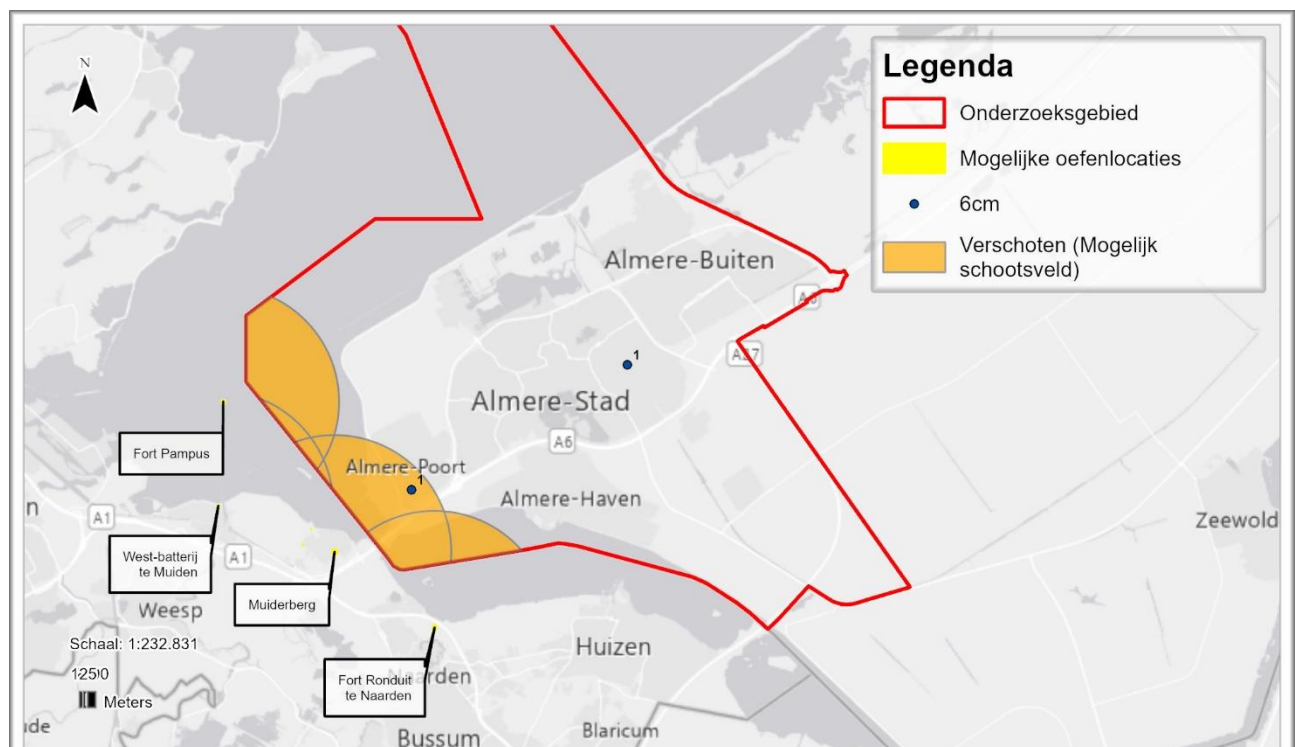 N
Legenda
Onderzoeksgebied
Mogelijke oefenlocaties
6cm
Verschoten (Mogelijk
schootsveld)
Almere-Buiten
A6
A27
1
Almere-Stad
A6
Fort Pampus
Almere-Poort
1
Almere-Haven
n
A1
Zeewold
West-batterij
te Muiden
A1
Weesp
Muiderberg
Schaal: 1:232.831
Huizen
Fort Ronduit
te Naarden
Naarden
Meters
ude
Bussum
Blaricum